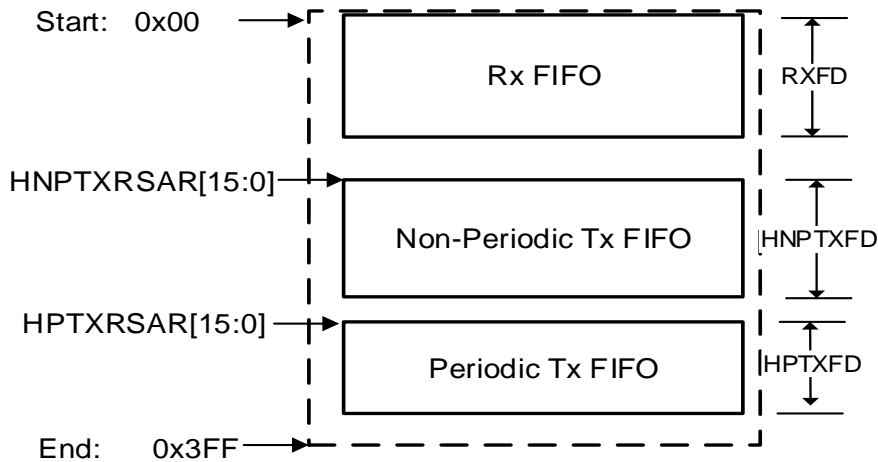 Start: 0x00
Rx FIFO
RXFD
HNPTXRSAR[15:0]
Non-Periodic Tx FIFO
HNPTXFD
HPTXRSAR[15:0]
Periodic Tx FIFO
HPTXFD
End: 0x3FF